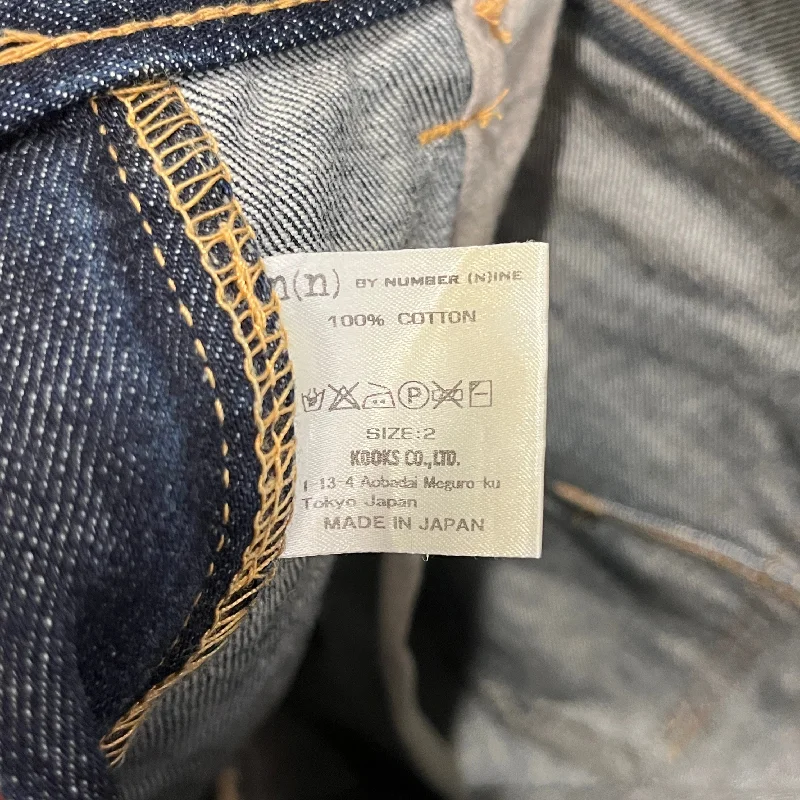 n(n) BY NUMBER (N)INE
100% COTTON
P
SIZE:2
KOOKS CO.,LTD.
1-13-4 Aobadai Meguro-ku
Tokyo Japan
MADE IN JAPAN